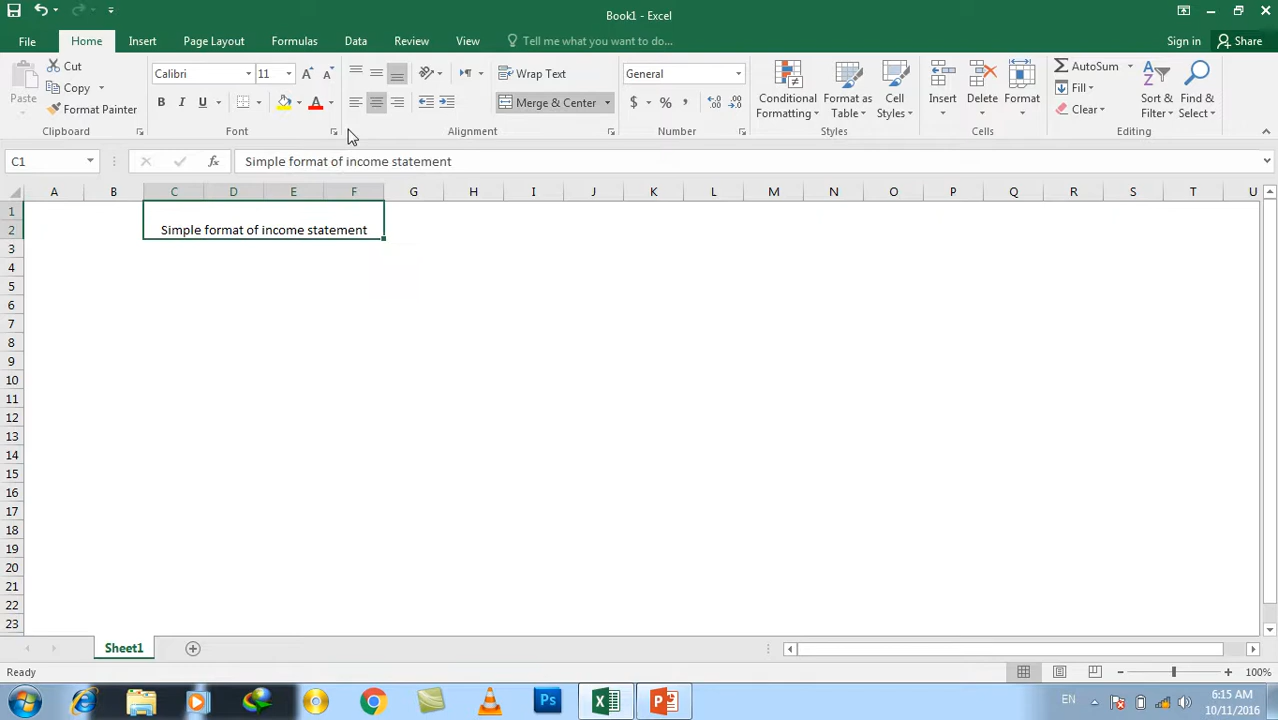 Book1 - Excel
File Home Insert Page Layout Formulas Data Review View Tell me what you want to do... Sign in Share
Cut
Copy
Format Painter
Paste
Clipboard
Calibri 11
B I U
Font
Wrap Text
Merge & Center
Alignment
General
$ % ,
Number
Conditional Formatting
Format as Table
Cell Styles
Styles
Insert Delete Format
Cells
AutoSum
Fill
Clear
Sort & Filter
Find & Select
Editing
C1 fx Simple format of income statement
A B C D E F G H I J K L M N O P Q R S T U
1
Simple format of income statement
2
3
4
5
6
7
8
9
10
11
12
13
14
15
16
17
18
19
20
21
22
23
Sheet1
Ready 100%
EN 6:15 AM
10/11/2016